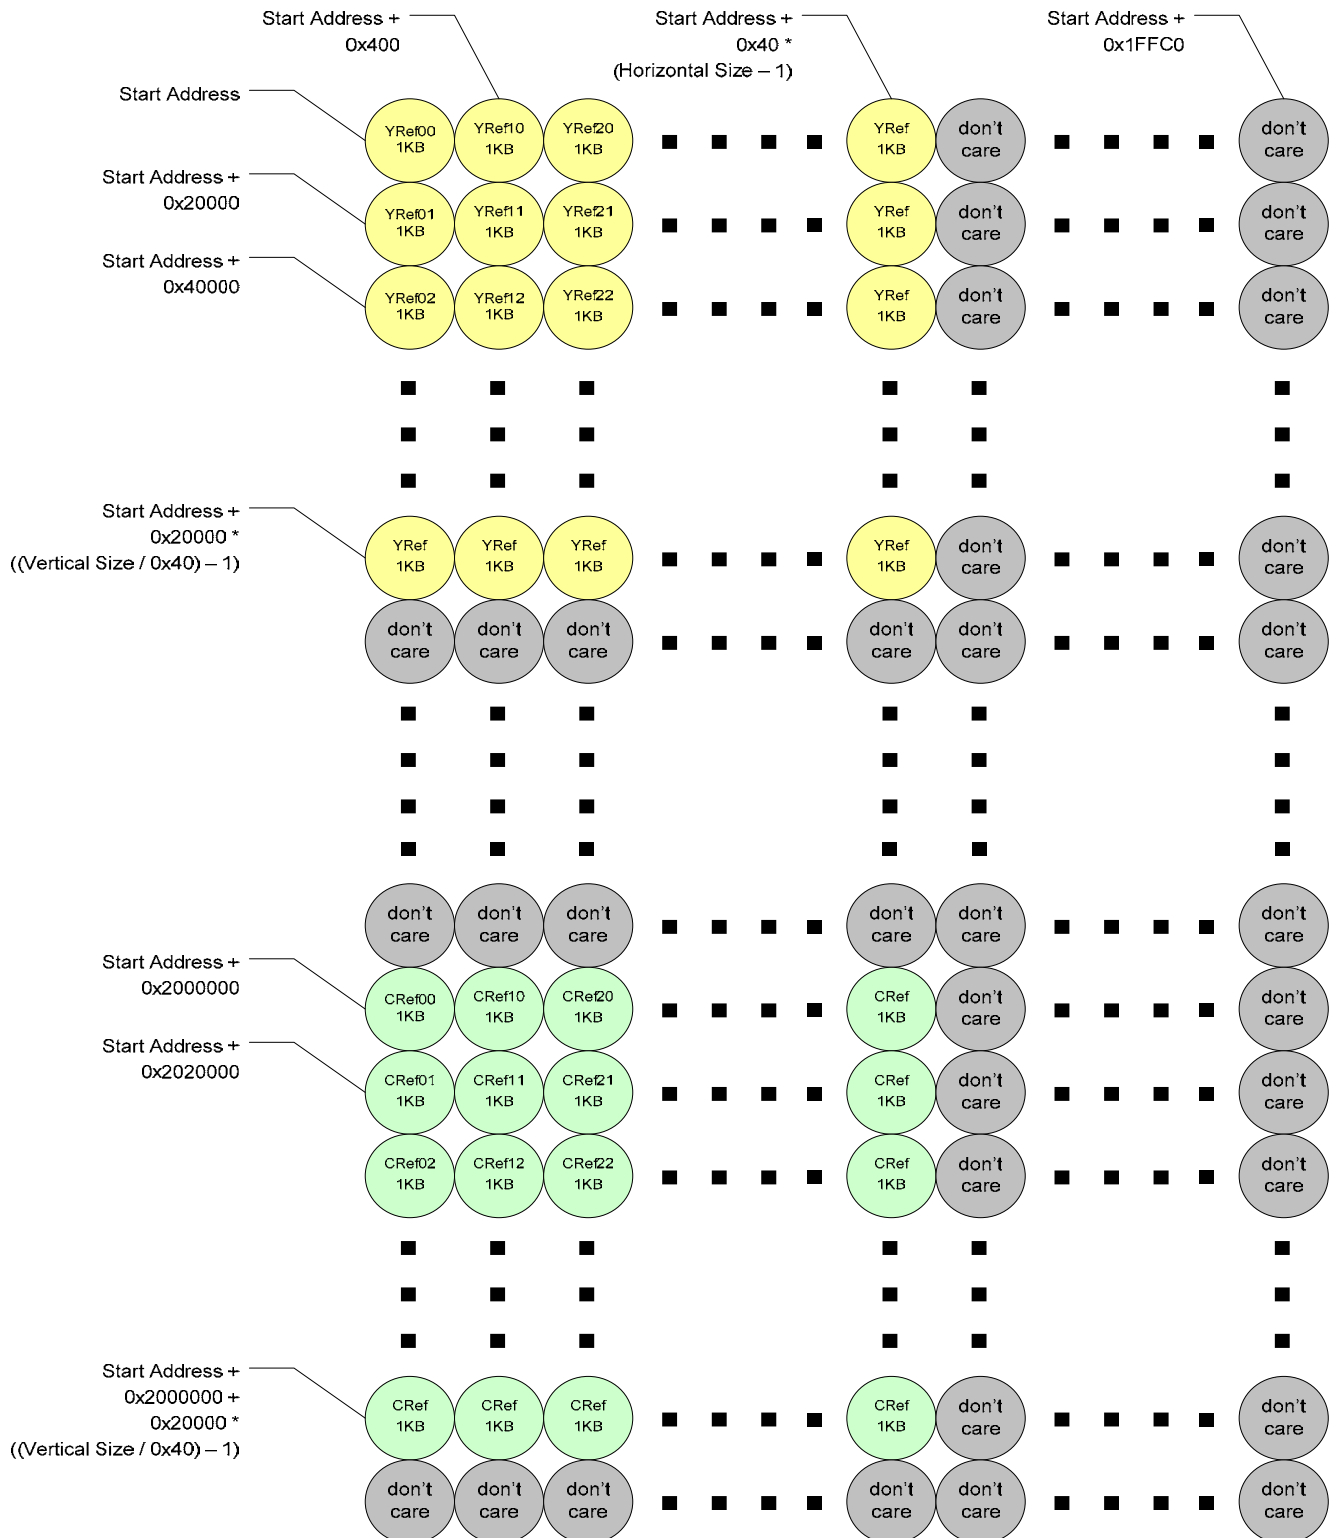 Start Address +
0x400
Start Address +
0x40 *
(Horizontal Size – 1)
Start Address +
0x1FFC0
Start Address
YRef00
1KB
YRef10
1KB
YRef20
1KB
YRef
1KB
don't
care
don't
care
Start Address +
0x20000
YRef01
1KB
YRef11
1KB
YRef21
1KB
YRef
1KB
don't
care
don't
care
Start Address +
0x40000
YRef02
1KB
YRef12
1KB
YRef22
1KB
YRef
1KB
don't
care
don't
care
Start Address +
0x20000 *
((Vertical Size / 0x40) – 1)
YRef
1KB
YRef
1KB
YRef
1KB
YRef
1KB
don't
care
don't
care
don't
care
don't
care
don't
care
don't
care
don't
care
don't
care
don't
care
don't
care
don't
care
don't
care
don't
care
don't
care
Start Address +
0x2000000
CRef00
1KB
CRef10
1KB
CRef20
1KB
CRef
1KB
don't
care
don't
care
Start Address +
0x2020000
CRef01
1KB
CRef11
1KB
CRef21
1KB
CRef
1KB
don't
care
don't
care
CRef02
1KB
CRef12
1KB
CRef22
1KB
CRef
1KB
don't
care
don't
care
Start Address +
0x2000000 +
0x20000 *
((Vertical Size / 0x40) – 1)
CRef
1KB
CRef
1KB
CRef
1KB
CRef
1KB
don't
care
don't
care
don't
care
don't
care
don't
care
don't
care
don't
care
don't
care